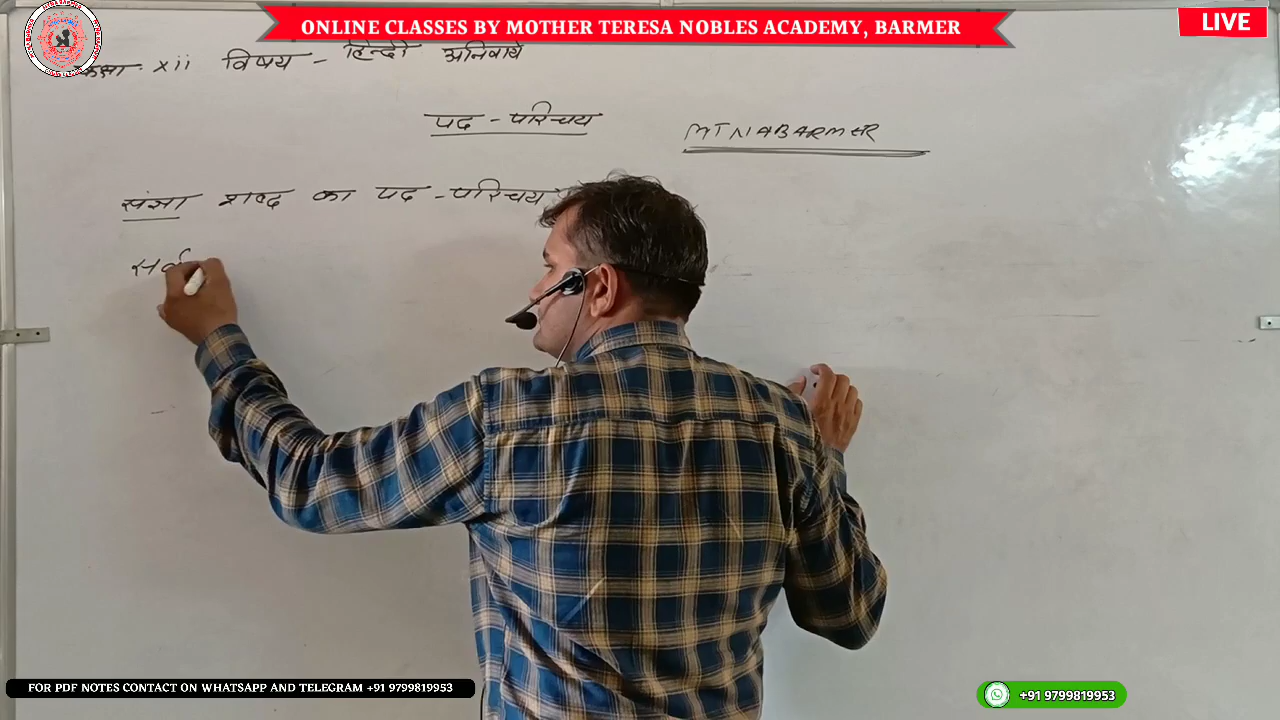 ONLINE CLASSES BY MOTHER TERESA NOBLES ACADEMY, BARMER
LIVE
कक्षा xii विषय - हिन्दी अनिवार्य
पद - परिचय
MTNABARMER
संज्ञा शब्द का पद - परिचय
सर्व
FOR PDF NOTES CONTACT ON WHATSAPP AND TELEGRAM +91 9799819953
+91 9799819953